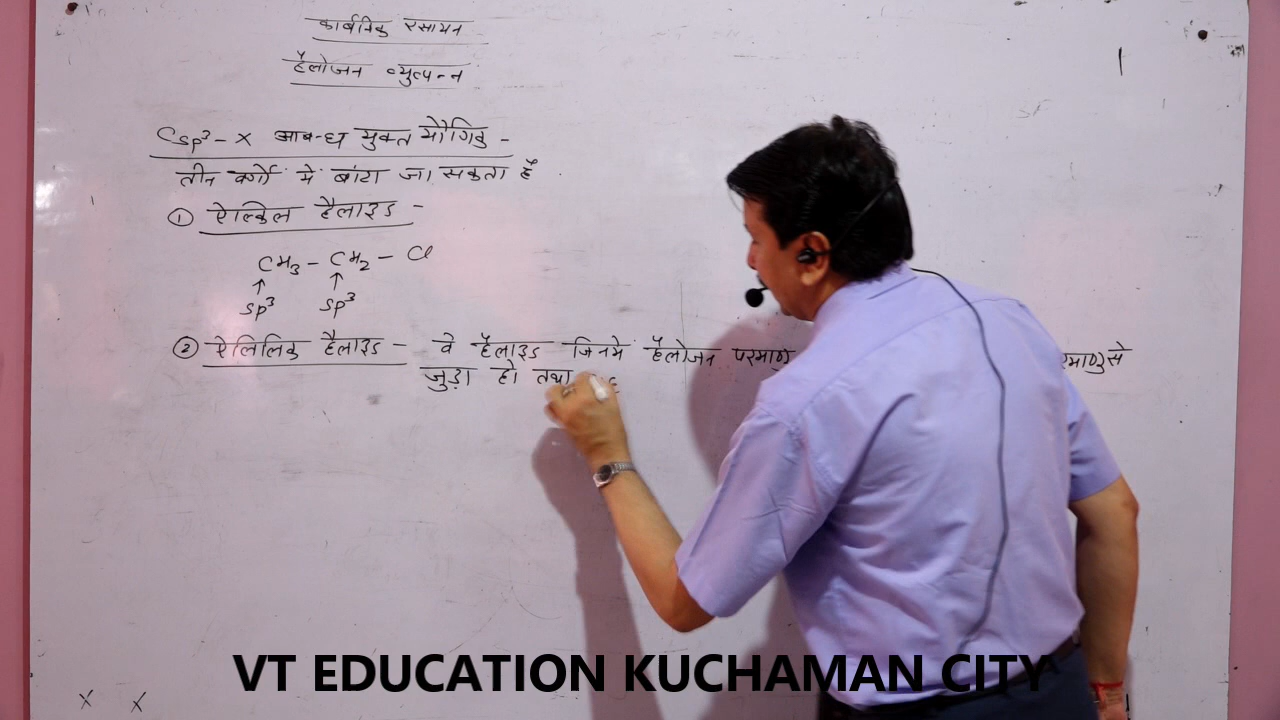 कार्बनिक रसायन
हैलोजन व्युत्पन्न
Csp³ - X आबन्ध युक्त यौगिक -
तीन वर्गो में बांटा जा सकता है
① ऐल्किल हैलाइड -
CH₃ - CH₂ - Cl
↑ ↑
sp³ sp³
② ऐलिलिक हैलाइड - वे हैलाइड जिनमे हैलोजन परमाणु से
जुड़ा हो तथा
x x
VT EDUCATION KUCHAMAN CITY